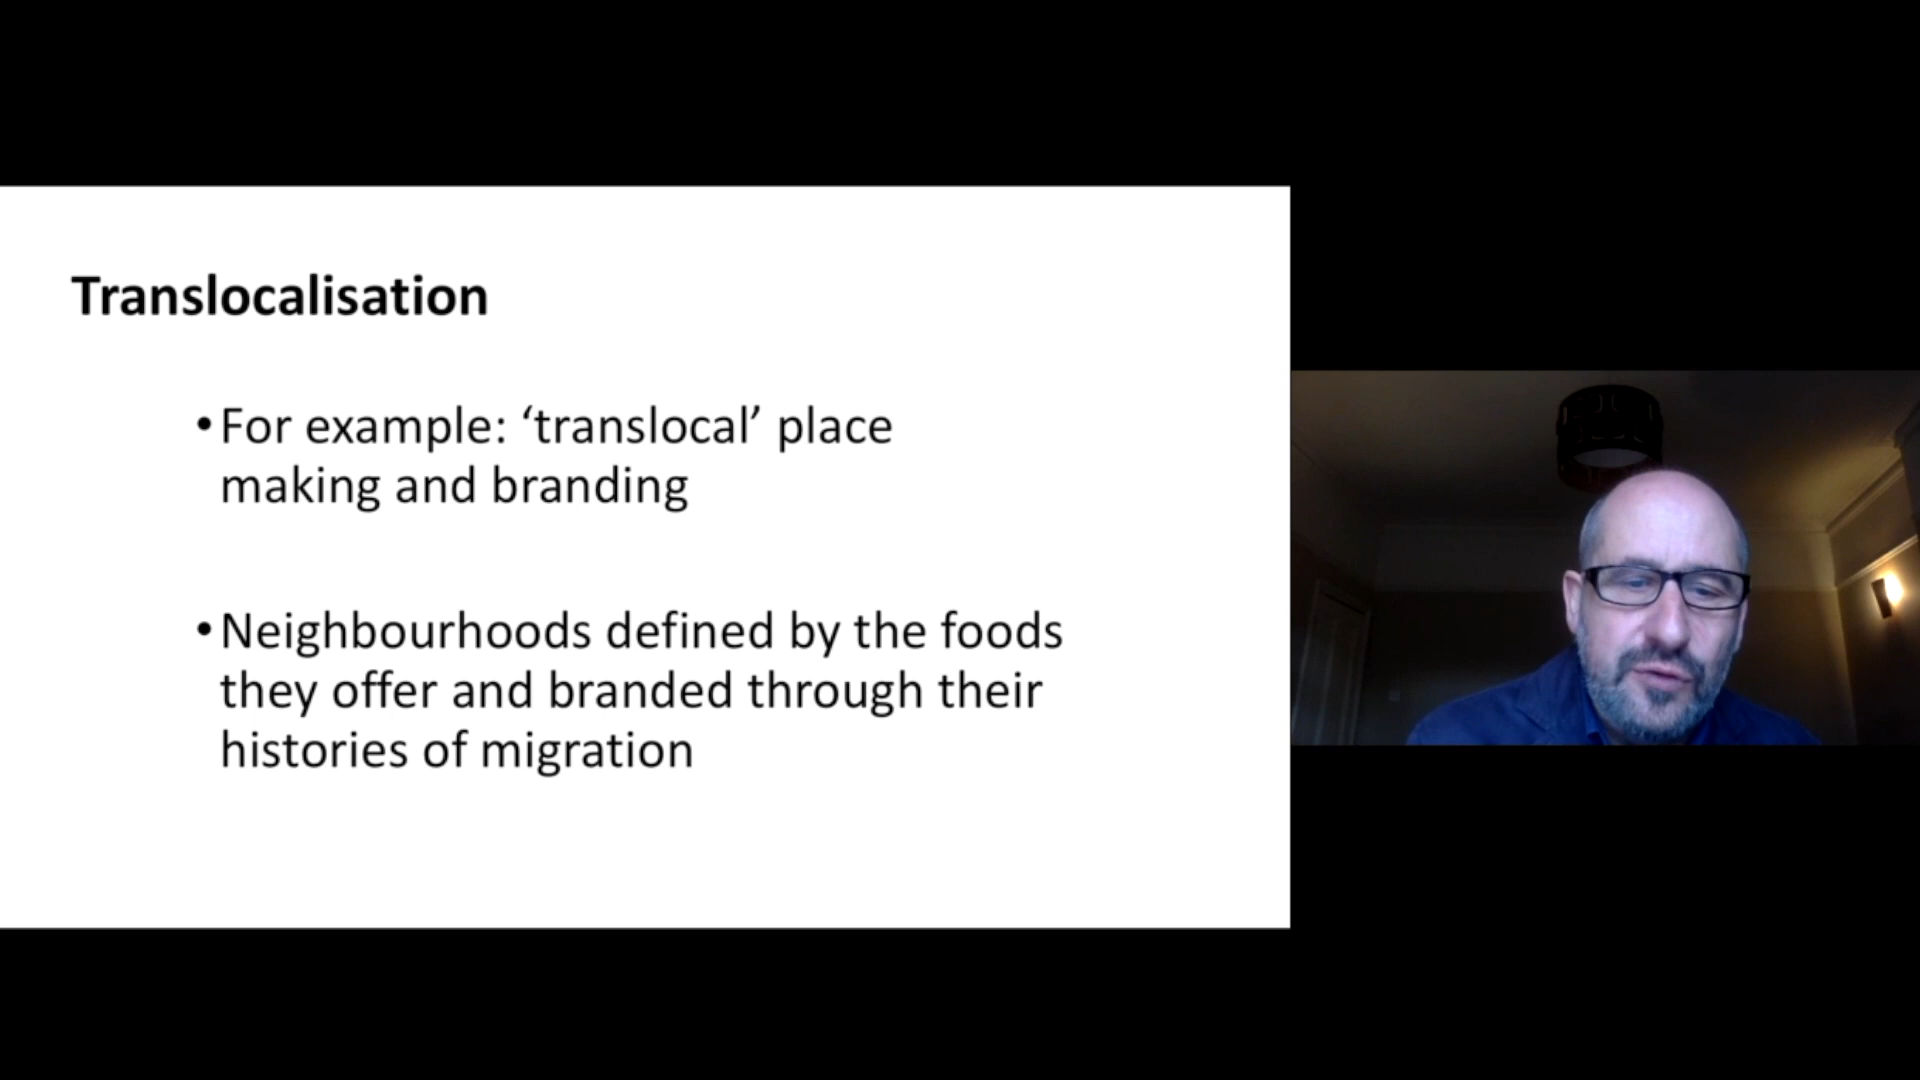 Translocalisation
•For example: ‘translocal’ place
making and branding
•Neighbourhoods defined by the foods
they offer and branded through their
histories of migration